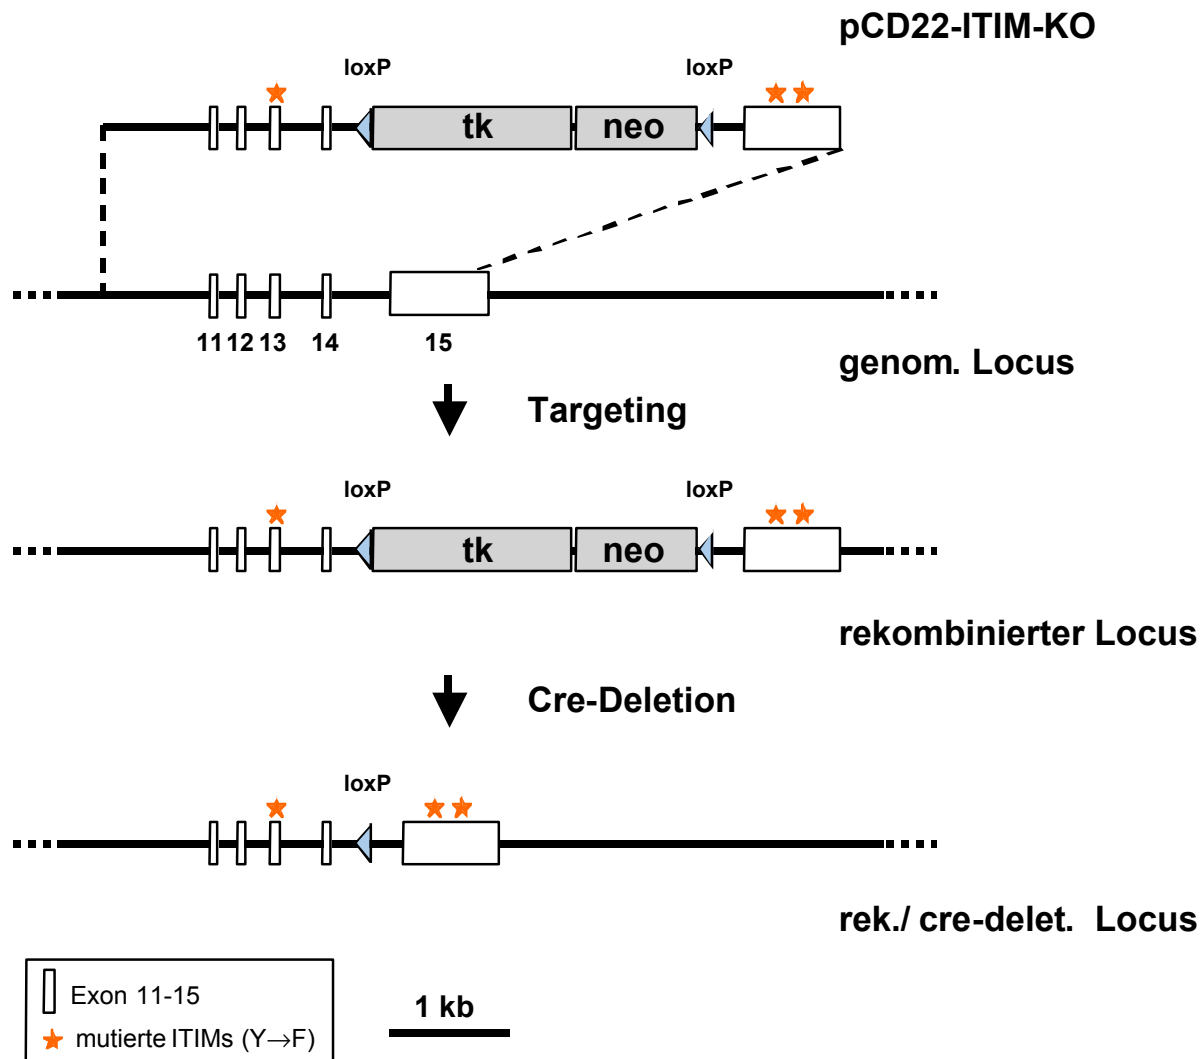 pCD22-ITIM-KO
loxP loxP
tk neo
11 12 13 14 15
genom. Locus
Targeting
loxP loxP
tk neo
rekombinierter Locus
Cre-Deletion
loxP
rek./ cre-delet. Locus
Exon 11-15
mutierte ITIMs (Y→F)
1 kb